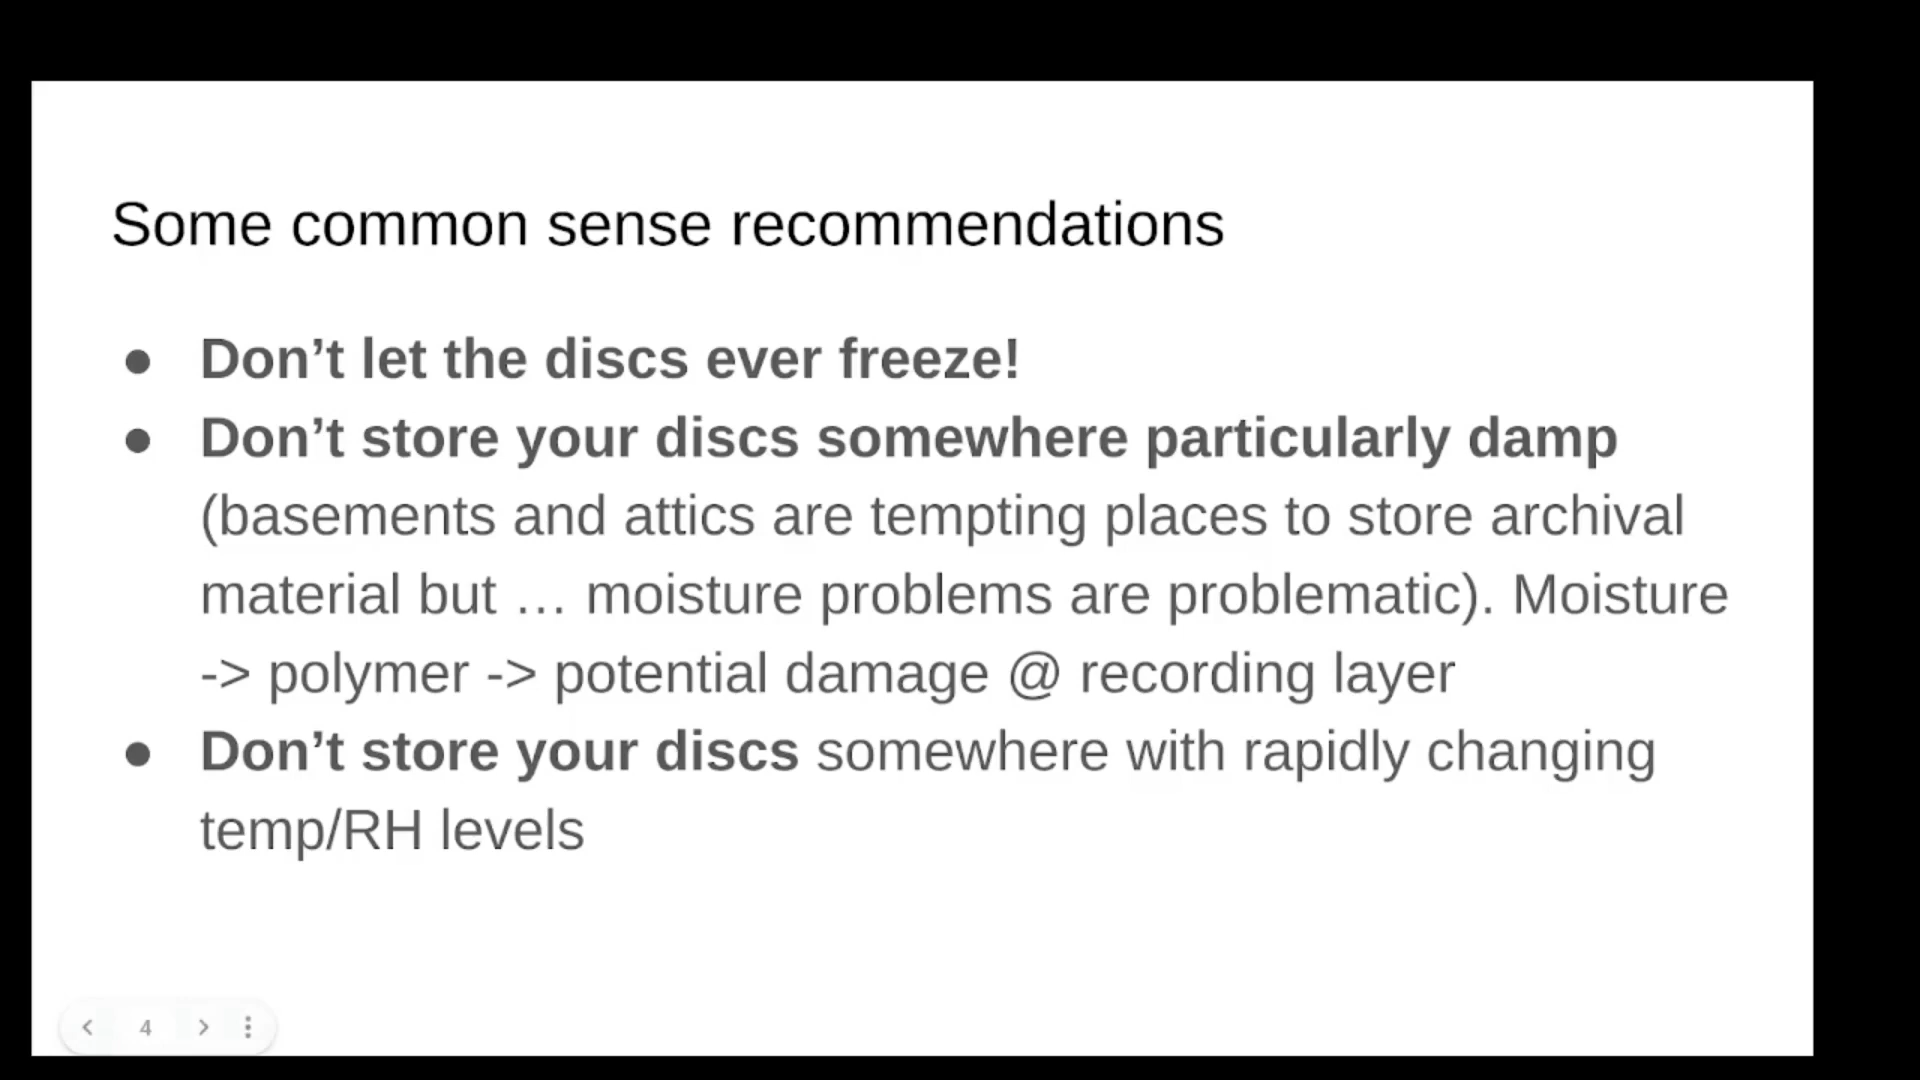 Some common sense recommendations
● Don’t let the discs ever freeze!
● Don’t store your discs somewhere particularly damp
(basements and attics are tempting places to store archival
material but … moisture problems are problematic). Moisture
-> polymer -> potential damage @ recording layer
● Don’t store your discs somewhere with rapidly changing
temp/RH levels
4